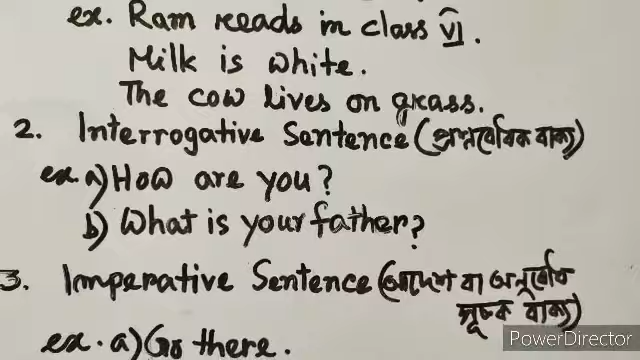 ex. Ram reads in class VI.
Milk is white.
The cow lives on grass.
2. Interrogative Sentence (প্রশ্নবোধক বাক্য)
ex. a) How are you?
b) What is your father?
3. Imperative Sentence (আদেশ বা অনুরোধ
সূচক বাক্য)
ex. a) Go there.
PowerDirector